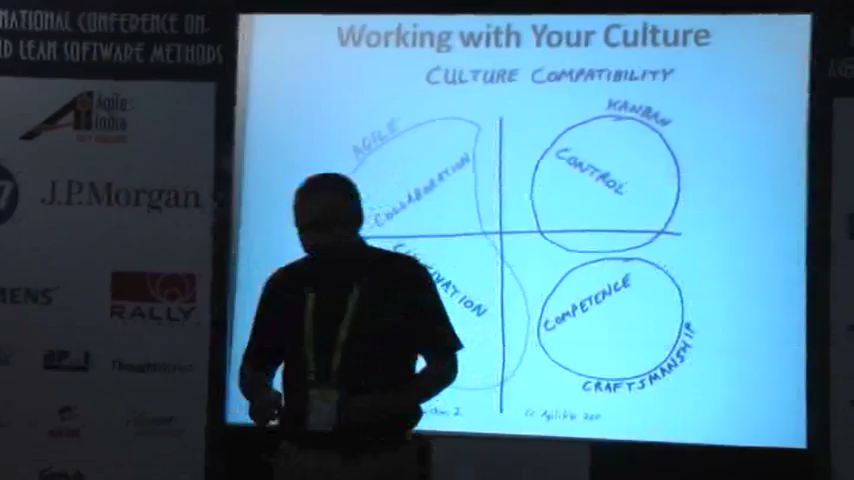 NATIONAL CONFERENCE ON
LEAN SOFTWARE METHODS
Agile
India
J.P.Morgan
RALLY
ThoughtWorks
Working with Your Culture
CULTURE COMPATIBILITY
AGILE
COLLABORATION
KANBAN
CONTROL
CULTIVATION
COMPETENCE
CRAFTSMANSHIP